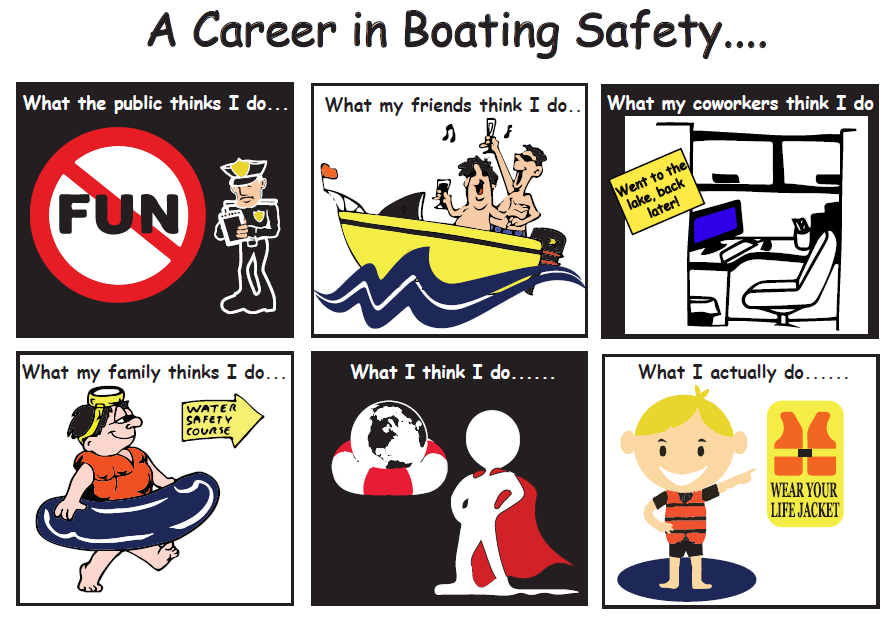 A Career in Boating Safety....
What the public thinks I do...
FUN
What my friends think I do..
What my coworkers think I do
Went to the
lake, back
later!
What my family thinks I do...
WATER
SAFETY
COURSE
What I think I do......
What I actually do......
WEAR YOUR
LIFE JACKET